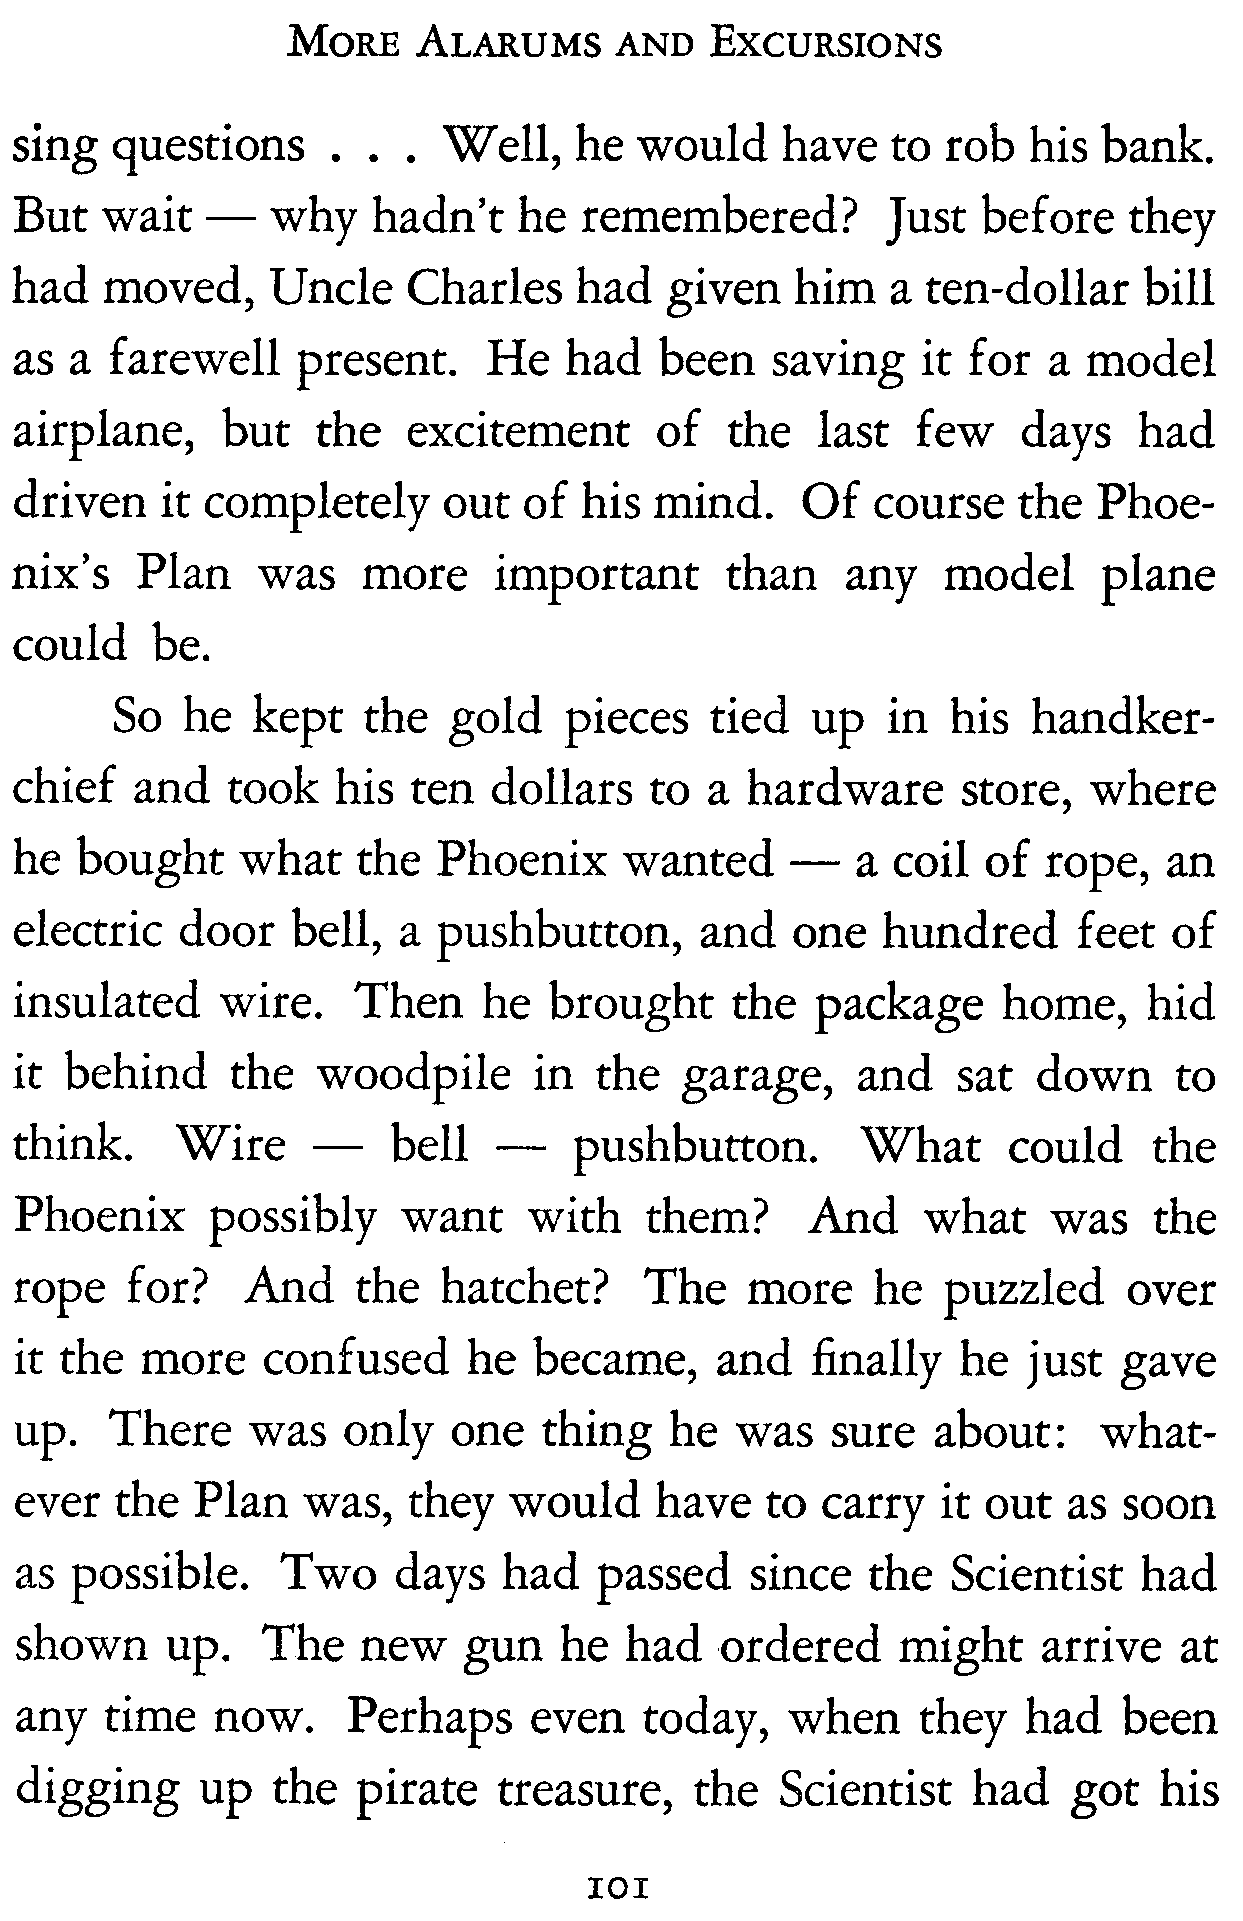 More Alarums and Excursions
sing questions . . . Well, he would have to rob his bank.
But wait — why hadn't he remembered? Just before they
had moved, Uncle Charles had given him a ten-dollar bill
as a farewell present. He had been saving it for a model
airplane, but the excitement of the last few days had
driven it completely out of his mind. Of course the Phoe-
nix's Plan was more important than any model plane
could be.
So he kept the gold pieces tied up in his handker-
chief and took his ten dollars to a hardware store, where
he bought what the Phoenix wanted — a coil of rope, an
electric door bell, a pushbutton, and one hundred feet of
insulated wire. Then he brought the package home, hid
it behind the woodpile in the garage, and sat down to
think. Wire — bell — pushbutton. What could the
Phoenix possibly want with them? And what was the
rope for? And the hatchet? The more he puzzled over
it the more confused he became, and finally he just gave
up. There was only one thing he was sure about: what-
ever the Plan was, they would have to carry it out as soon
as possible. Two days had passed since the Scientist had
shown up. The new gun he had ordered might arrive at
any time now. Perhaps even today, when they had been
digging up the pirate treasure, the Scientist had got his
101